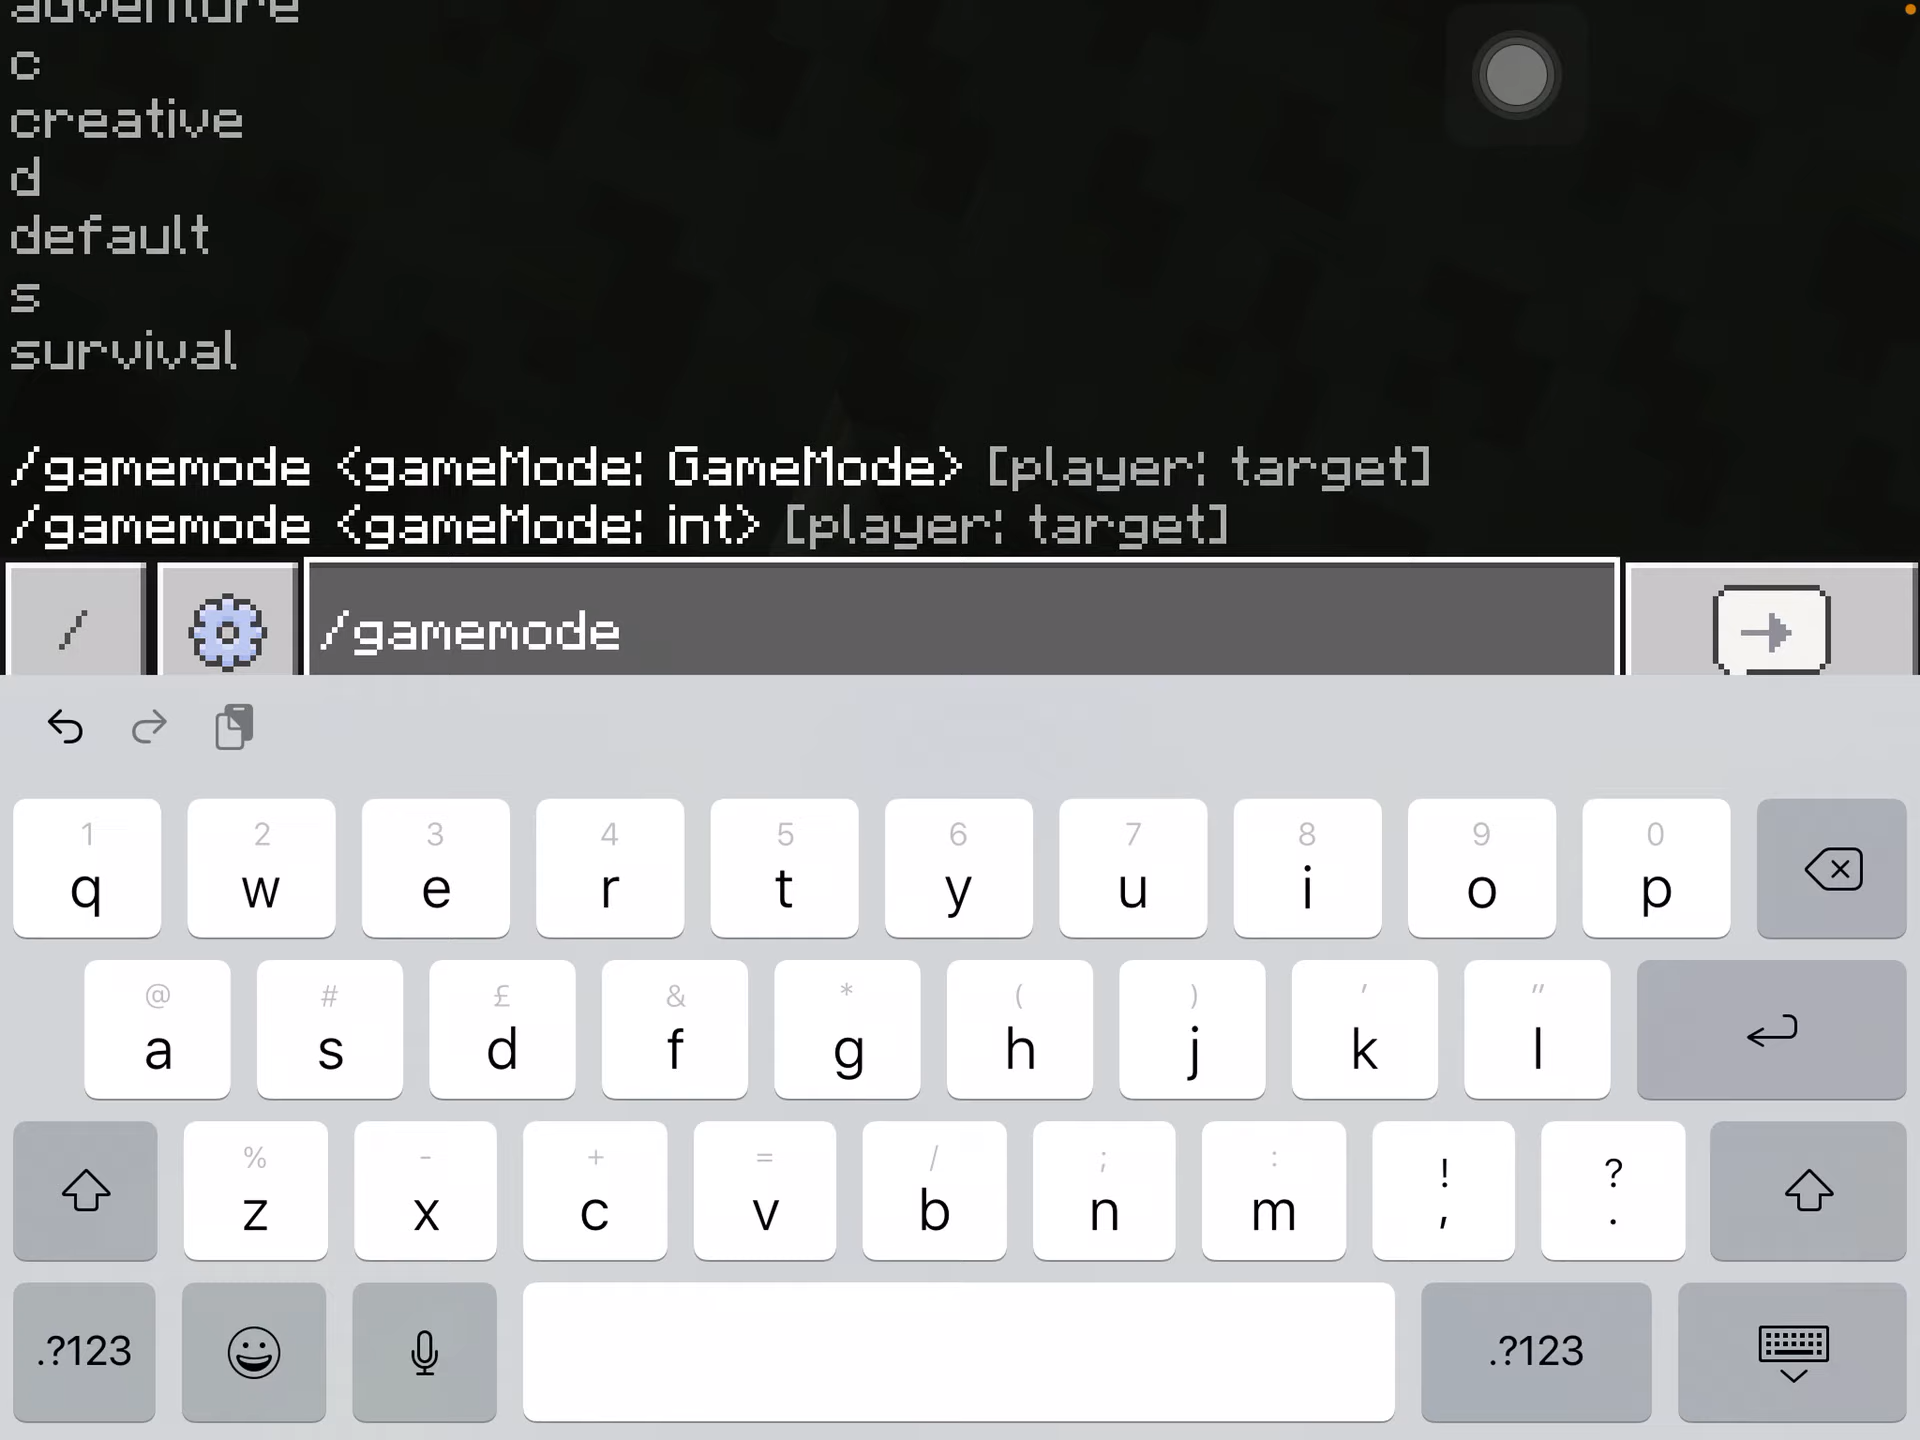 adventure
c
creative
d
default
s
survival
/gamemode <gameMode: GameMode> [player: target]
/gamemode <gameMode: int> [player: target]
/ /gamemode
1 2 3 4 5 6 7 8 9 0
q w e r t y u i o p
@ # £ & * ( ) ' "
a s d f g h j k l
% - + = / ; : ! ?
z x c v b n m , .
.?123 .?123